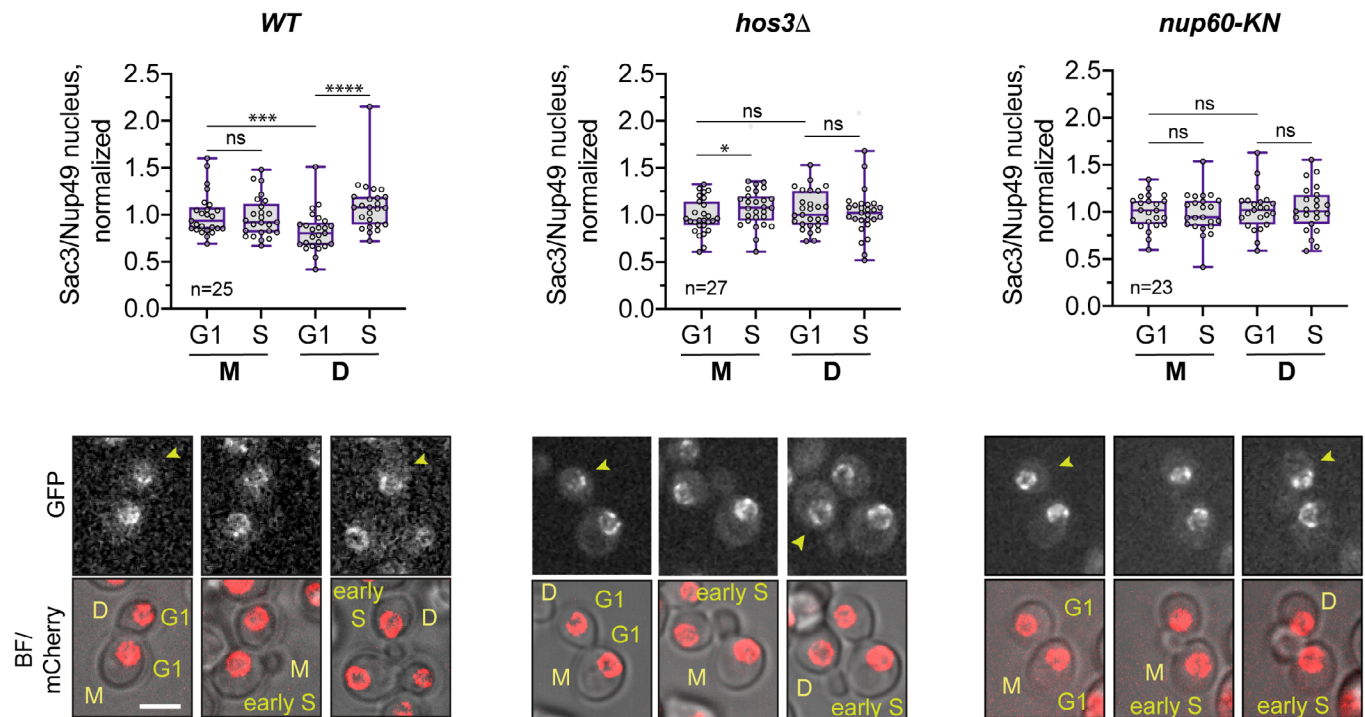 WT
Sac3/Nup49 nucleus,
normalized
2.5
2.0
1.5
1.0
0.5
0.0
***
ns
****
n=25
G1 S G1 S
M D
hos3Δ
Sac3/Nup49 nucleus,
normalized
2.5
2.0
1.5
1.0
0.5
0.0
ns
*
ns
n=27
G1 S G1 S
M D
nup60-KN
Sac3/Nup49 nucleus,
normalized
2.5
2.0
1.5
1.0
0.5
0.0
ns
ns
ns
n=23
G1 S G1 S
M D
GFP
BF/
mCherry
D
G1
G1
M
M
early S
early
S
D
D
G1
G1
M
early S
M
D
early S
G1
M
G1
M
early S
D
early S